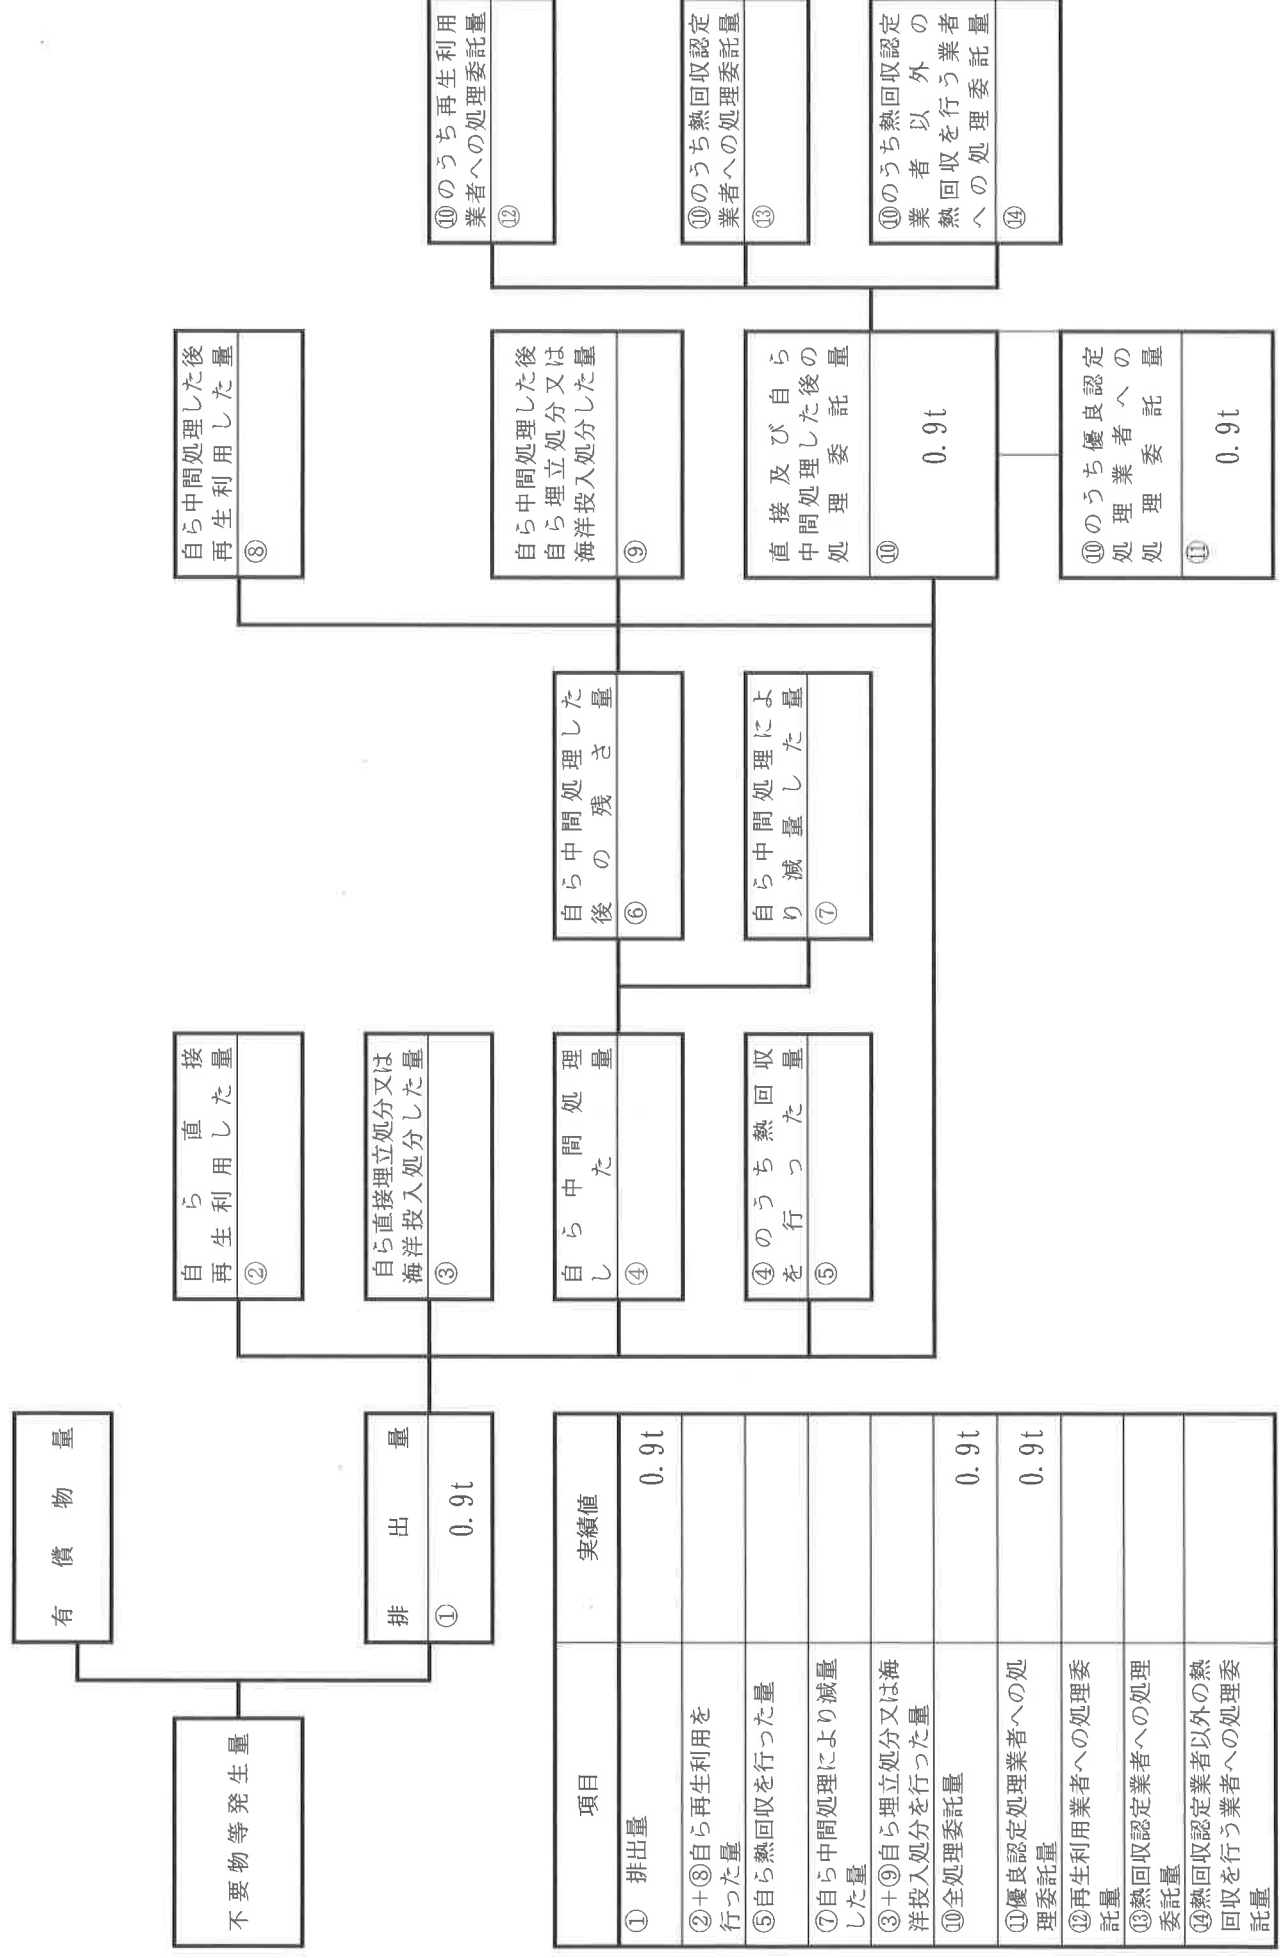 不要物等発生量
有償物量
排出量
①
0.9t
自ら直接
再生利用した量
②
自ら直接埋立処分又は
海洋投入処分した量
③
自ら中間処理
した量
④
④のうち熱回収
を行った量
⑤
自ら中間処理した
後の残さ量
⑥
自ら中間処理によ
り減量した量
⑦
自ら中間処理した後
再生利用した量
⑧
自ら中間処理した後
自ら埋立処分又は
海洋投入処分した量
⑨
直接及び自ら
中間処理した後の
処理委託量
⑩
0.9t
⑩のうち優良認定
処理業者への
処理委託量
⑪
0.9t
⑩のうち再生利用
業者への処理委託量
⑫
⑩のうち熱回収認定
業者への処理委託量
⑬
⑩のうち熱回収認定
業者以外の
熱回収を行う業者
への処理委託量
⑭
項目 実績値
① 排出量 0.9t
②+⑧自ら再生利用を
行った量
⑤自ら熱回収を行った量
⑦自ら中間処理により減量
した量
③+⑨自ら埋立処分又は海
洋投入処分を行った量
⑩全処理委託量 0.9t
⑪優良認定処理業者への処
理委託量 0.9t
⑫再生利用業者への処理委
託量
⑬熱回収認定業者への処理
委託量
⑭熱回収認定業者以外の熱
回収を行う業者への処理委
託量